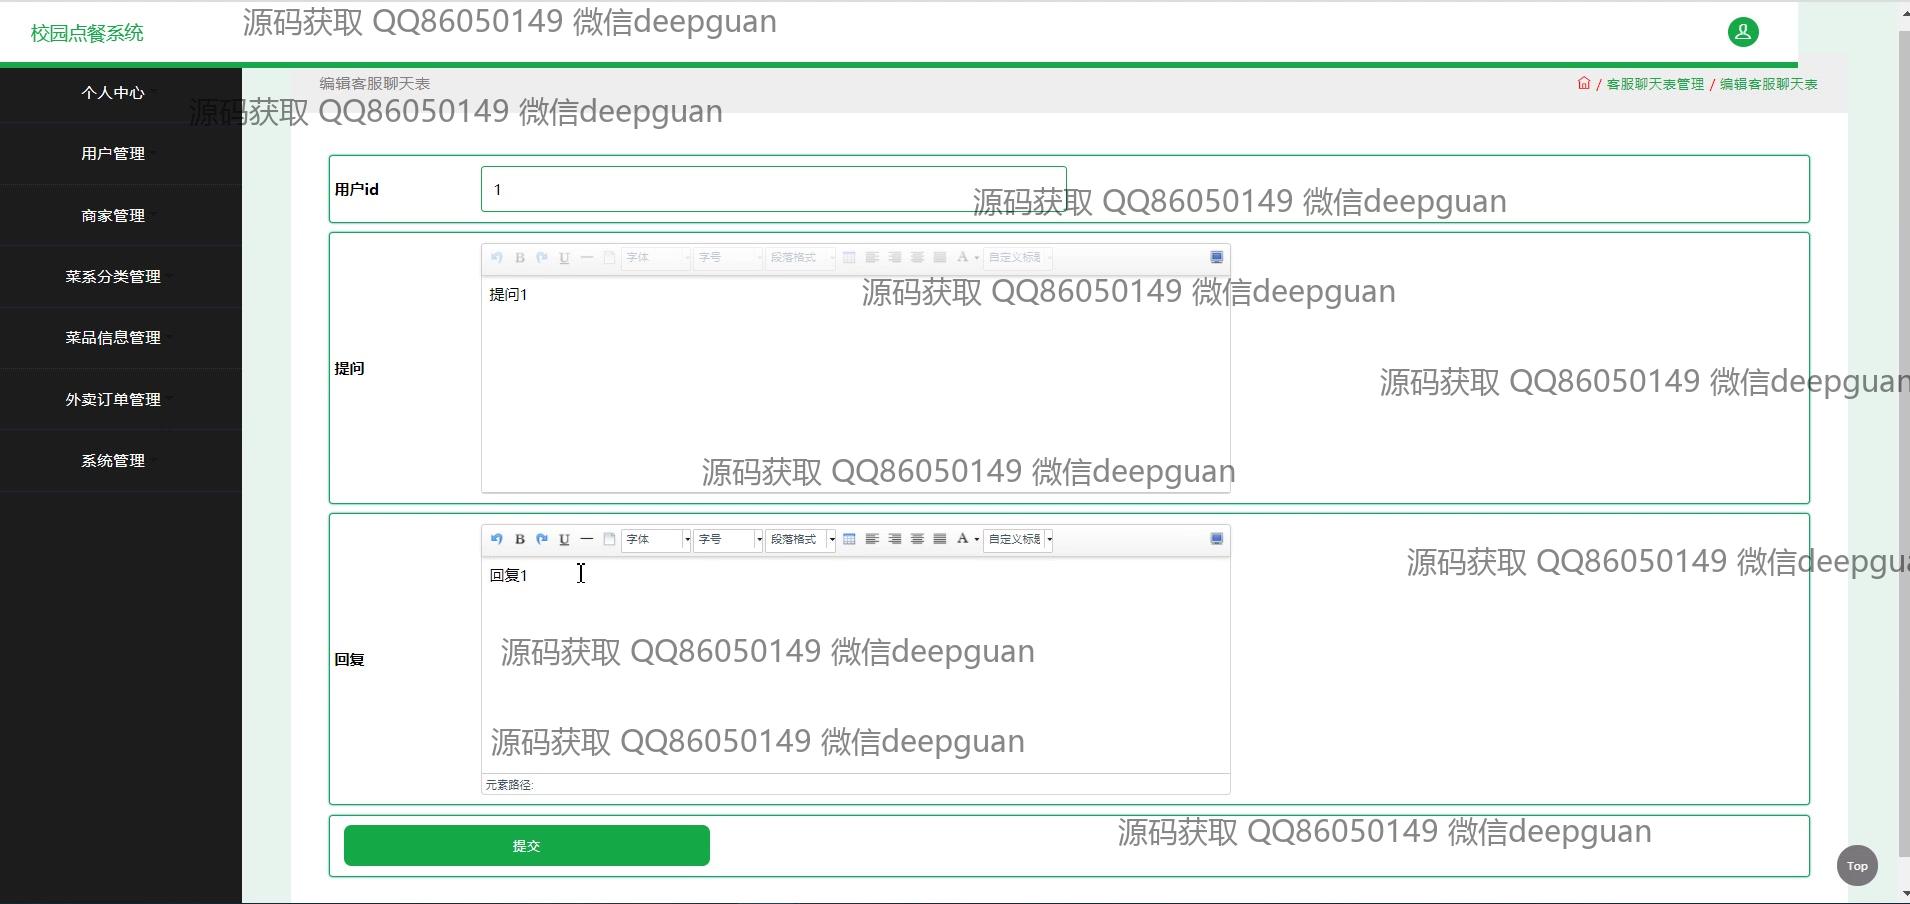 源码获取 QQ86050149 微信deepguan
校园点餐系统
编辑客服聊天表
/ 客服聊天表管理 / 编辑客服聊天表
个人中心
源码获取 QQ86050149 微信deepguan
用户管理
用户id
1
源码获取 QQ86050149 微信deepguan
商家管理
B U 字体 字号 段落格式 A 自定义标题
菜系分类管理
提问1
源码获取 QQ86050149 微信deepguan
菜品信息管理
提问
源码获取 QQ86050149 微信deepguan
外卖订单管理
系统管理
源码获取 QQ86050149 微信deepguan
B U 字体 字号 段落格式 A 自定义标题
回复1
源码获取 QQ86050149 微信deepgu
源码获取 QQ86050149 微信deepguan
回复
源码获取 QQ86050149 微信deepguan
元素路径:
源码获取 QQ86050149 微信deepguan
提交
Top